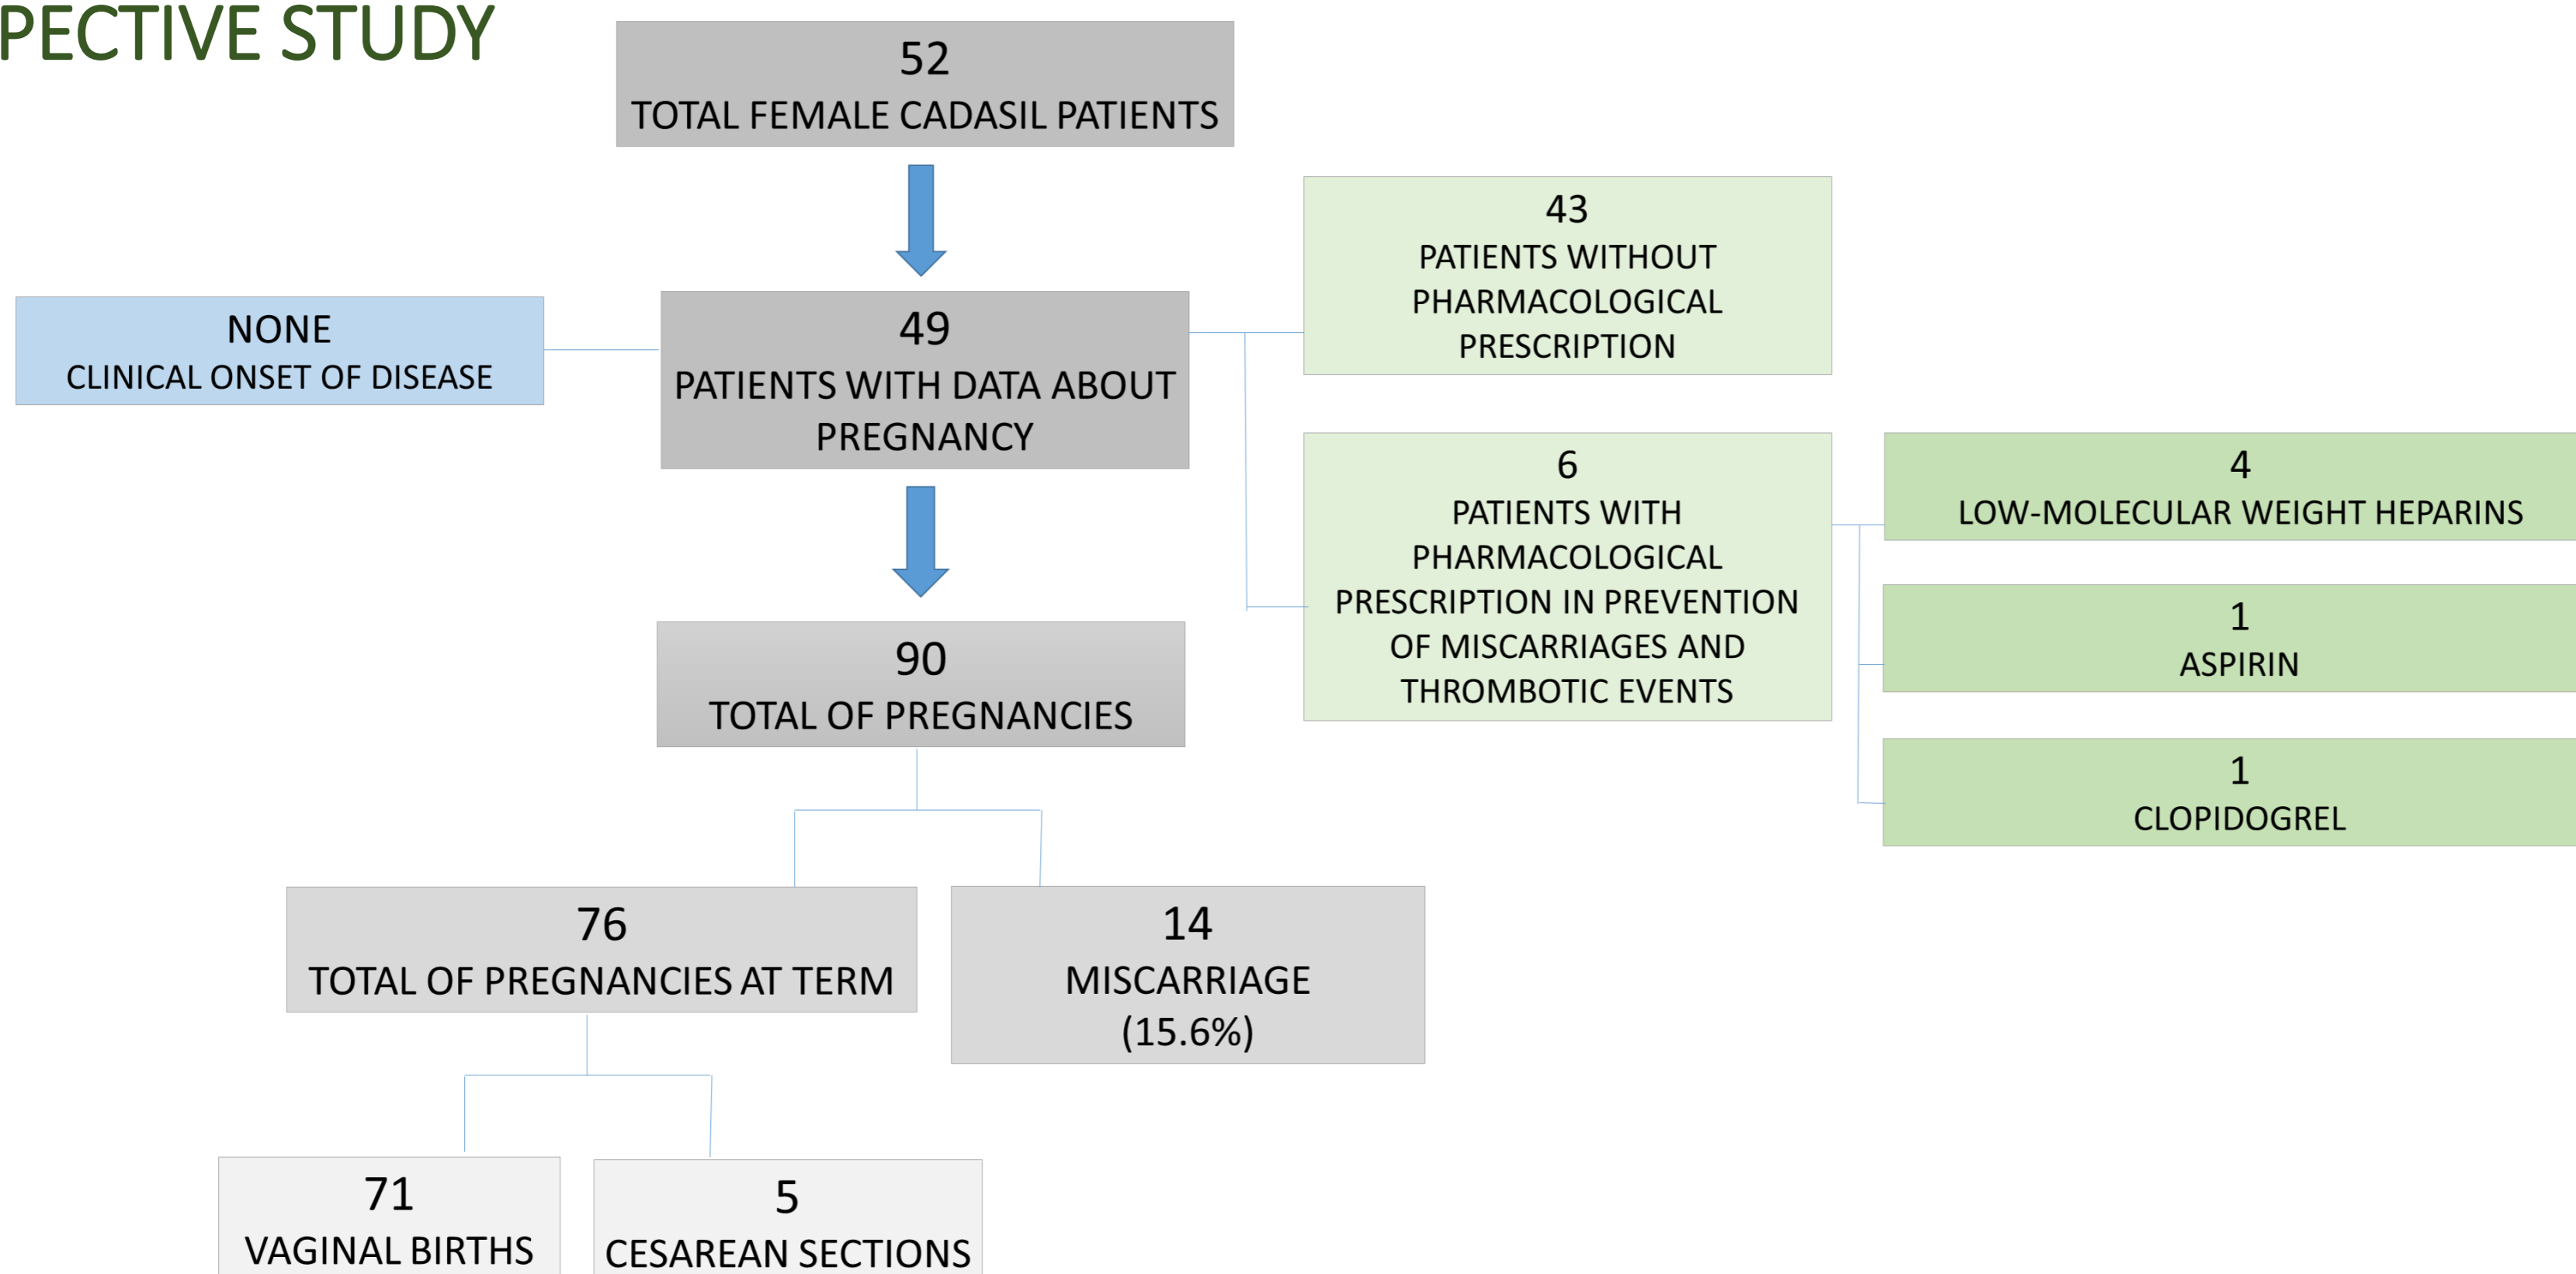 PECTIVE STUDY
52
TOTAL FEMALE CADASIL PATIENTS
NONE
CLINICAL ONSET OF DISEASE
49
PATIENTS WITH DATA ABOUT
PREGNANCY
43
PATIENTS WITHOUT
PHARMACOLOGICAL
PRESCRIPTION
6
PATIENTS WITH
PHARMACOLOGICAL
PRESCRIPTION IN PREVENTION
OF MISCARRIAGES AND
THROMBOTIC EVENTS
4
LOW-MOLECULAR WEIGHT HEPARINS
1
ASPIRIN
1
CLOPIDOGREL
90
TOTAL OF PREGNANCIES
76
TOTAL OF PREGNANCIES AT TERM
14
MISCARRIAGE
(15.6%)
71
VAGINAL BIRTHS
5
CESAREAN SECTIONS